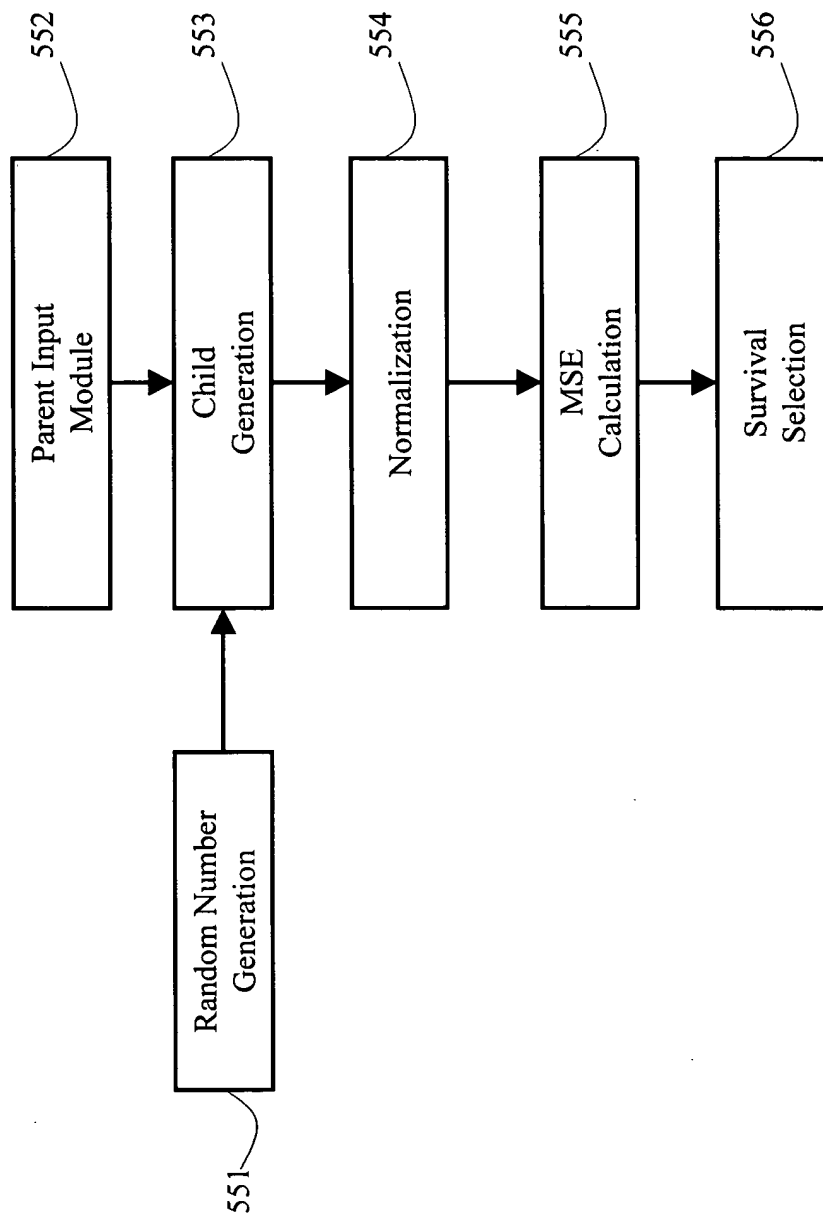 552
Parent Input
Module
553
Child
Generation
554
Normalization
555
MSE
Calculation
556
Survival
Selection
Random Number
Generation
551